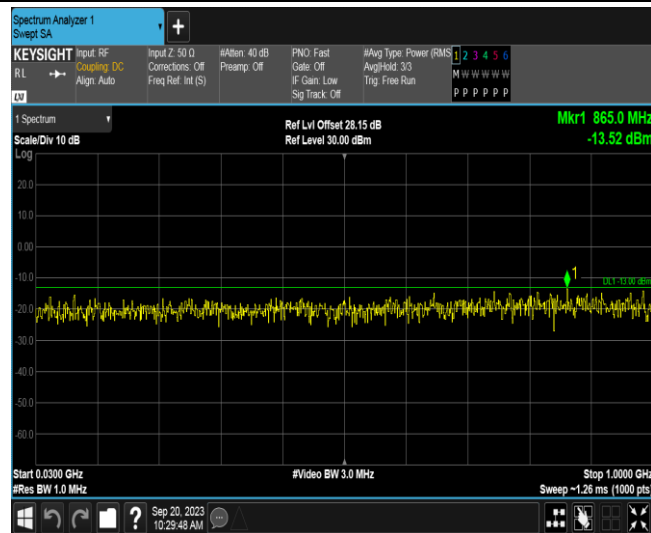 Spectrum Analyzer 1
Swept SA
KEYSIGHT
RL
Input: RF
Coupling: DC
Align: Auto
Input Z: 50 Ω
Corrections: Off
Freq Ref: Int (S)
#Atten: 40 dB
Preamp: Off
PNO: Fast
Gate: Off
IF Gain: Low
Sig Track: Off
#Avg Type: Power (RMS
Avg|Hold: 3/3
Trig: Free Run
1 2 3 4 5 6
M W W W W W
P P P P P P
LXI
1 Spectrum
Scale/Div 10 dB
Ref Lvl Offset 28.15 dB
Ref Level 30.00 dBm
Mkr1 865.0 MHz
-13.52 dBm
Log
20.0
10.0
0.00
-10.0
1
DL1 -13.00 dBm
-20.0
-30.0
-40.0
-50.0
-60.0
Start 0.0300 GHz
#Video BW 3.0 MHz
Stop 1.0000 GHz
#Res BW 1.0 MHz
Sweep ~1.26 ms (1000 pts)
?
Sep 20, 2023
10:29:48 AM